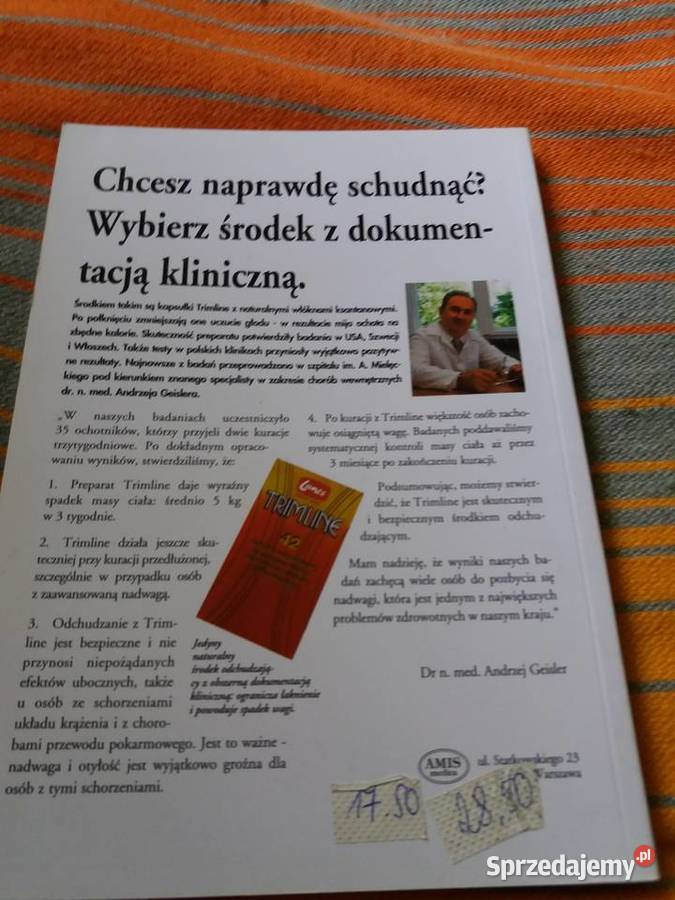 Chcesz naprawdę schudnąć?
Wybierz środek z dokumen-
tacją kliniczną.
Środkiem takim są kapsułki Trimline z naturalnymi włóknami
Po połknięciu zmniejszają one uczucie głodu - w rezultacie mija ochota na
zbędne kalorie. Skuteczność preparatu potwierdziły badania w USA, Szwecji
i Włoszech. Także testy w polskich klinikach przyniosły wyjątkowo pozytyw-
ne rezultaty. Najnowsze z badań przeprowadzono w szpitalu im. A. Mielęc-
kiego pod kierunkiem znanego specjalisty w zakresie chorób wewnętrznych
dr. n. med. Andrzeja Geislera.
„W naszych badaniach uczestniczyło
35 ochotników, którzy przyjeli dwie kuracje
trzytygodniowe. Po dokładnym opraco-
waniu wyników, stwierdziliśmy, że:
1. Preparat Trimline daje wyraźny
spadek masy ciała: średnio 5 kg
w 3 tygodnie.
2. Trimline działa jeszcze sku-
teczniej przy kuracji przedłużonej,
szczególnie w przypadku osób
z zaawansowaną nadwagą.
3. Odchudzanie z Trim-
line jest bezpieczne i nie
przynosi niepożądanych
efektów ubocznych, także
u osób ze schorzeniami
układu krążenia i z choro-
bami przewodu pokarmowego. Jest to ważne -
nadwaga i otyłość jest wyjątkowo groźna dla
osób z tymi schorzeniami.
4. Po kuracji z Trimline większość osób zacho-
wuje osiągniętą wagę. Badanych poddawaliśmy
systematycznej kontroli masy ciała aż przez
3 miesiące po zakończeniu kuracji.
Podsumowując, możemy stwier-
dzić, że Trimline jest skutecznym
i bezpiecznym środkiem odchu-
dzającym.
Mam nadzieję, że wyniki naszych ba-
dań zachęcą wiele osób do pozbycia się
nadwagi, która jest jednym z największych
problemów zdrowotnych w naszym kraju."
Dr n. med. Andrzej Geisler
Lanes
TRIMLINE
42
Jedyny
naturalny
środek odchudzają-
cy z obszerną dokumentacją
kliniczną: ogranicza łaknienie
i powoduje spadek wagi.
AMIS
medica
ul. Statkowskiego 23
Warszawa
17.50
28,50
Sprzedajemy.pl